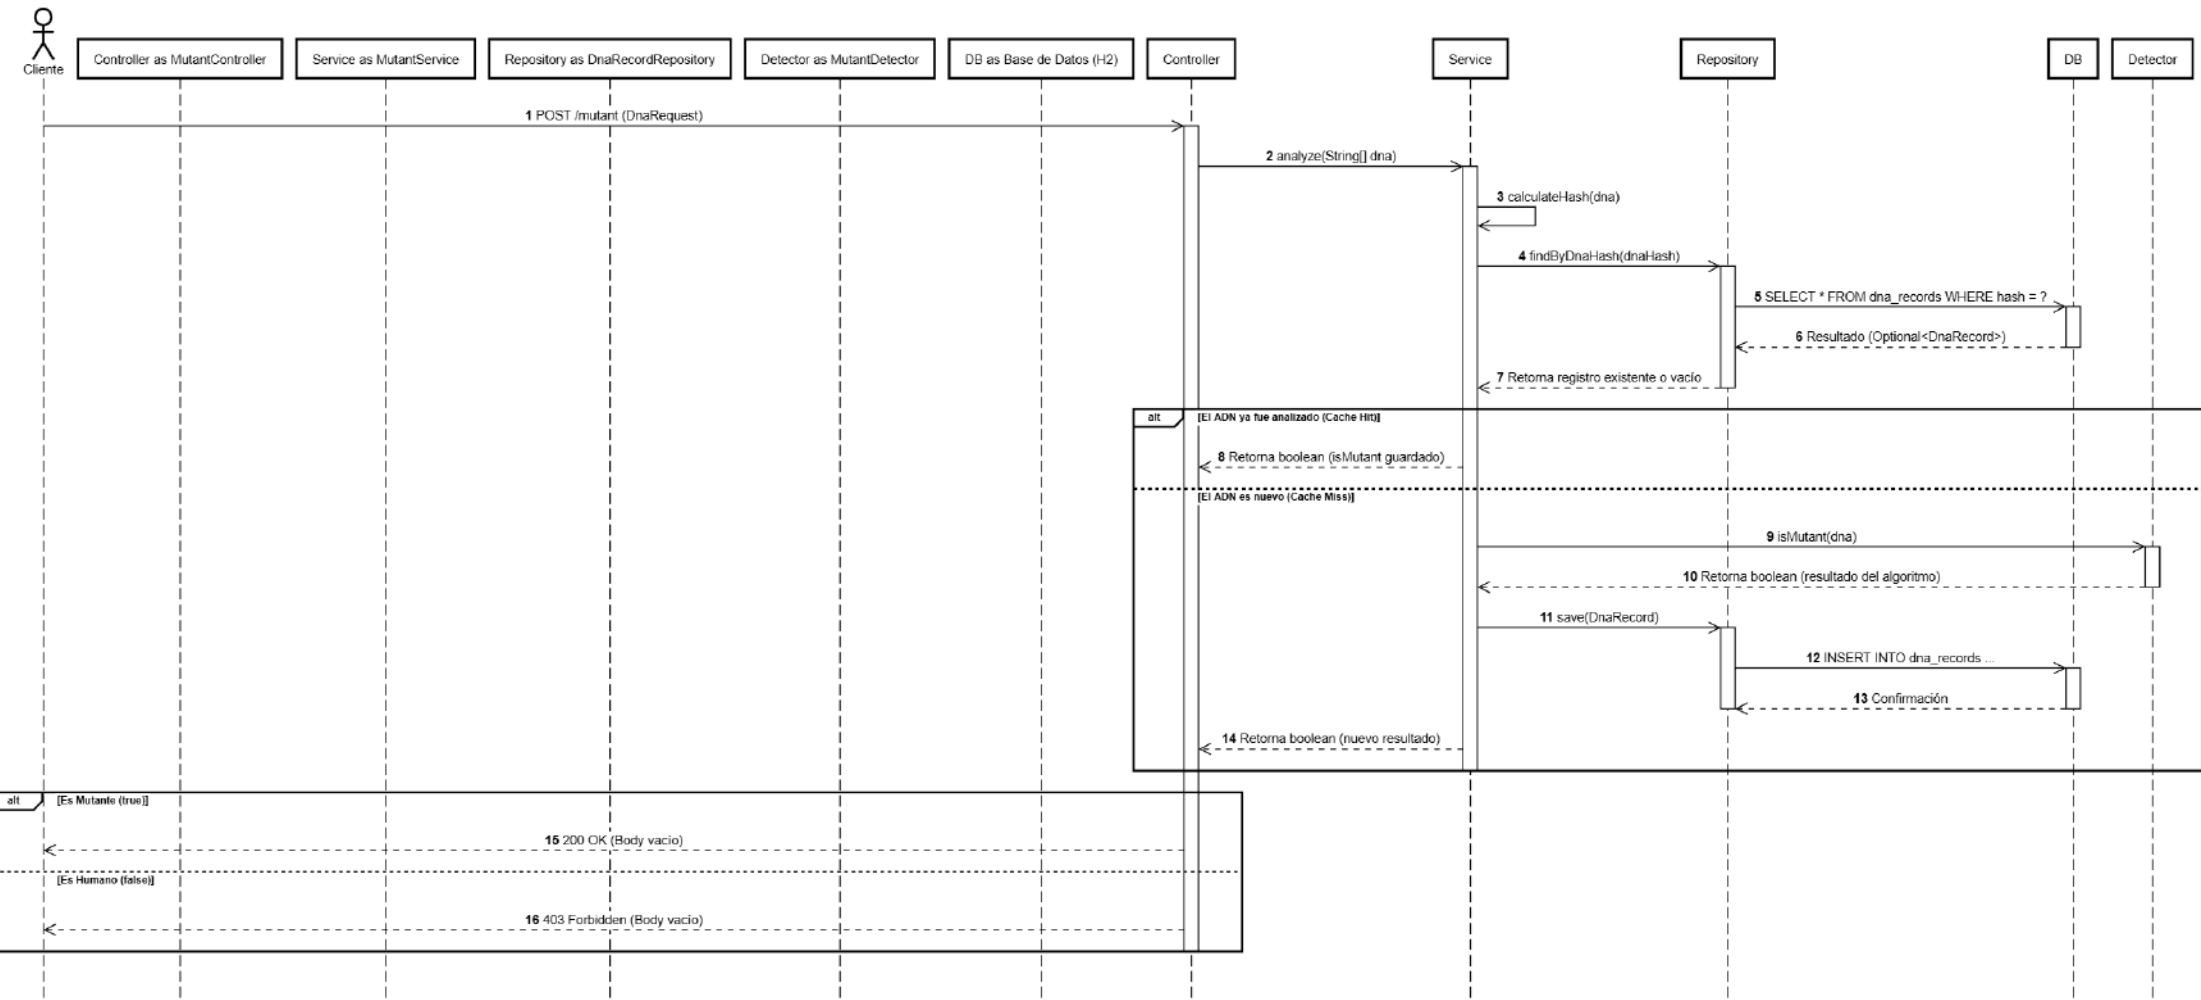 Cliente
Controller as MutantController
Service as MutantService
Repository as DnaRecordRepository
Detector as MutantDetector
DB as Base de Datos (H2)
Controller
Service
Repository
DB
Detector
1 POST /mutant (DnaRequest)
2 analyze(String[] dna)
3 calculateHash(dna)
4 findByDnaHash(dnaHash)
5 SELECT * FROM dna_records WHERE hash = ?
6 Resultado (Optional<DnaRecord>)
7 Retorna registro existente o vacío
alt [El ADN ya fue analizado (Cache Hit)]
8 Retorna boolean (isMutant guardado)
[El ADN es nuevo (Cache Miss)]
9 isMutant(dna)
10 Retorna boolean (resultado del algoritmo)
11 save(DnaRecord)
12 INSERT INTO dna_records ...
13 Confirmación
14 Retorna boolean (nuevo resultado)
alt [Es Mutante (true)]
15 200 OK (Body vacío)
[Es Humano (false)]
16 403 Forbidden (Body vacío)